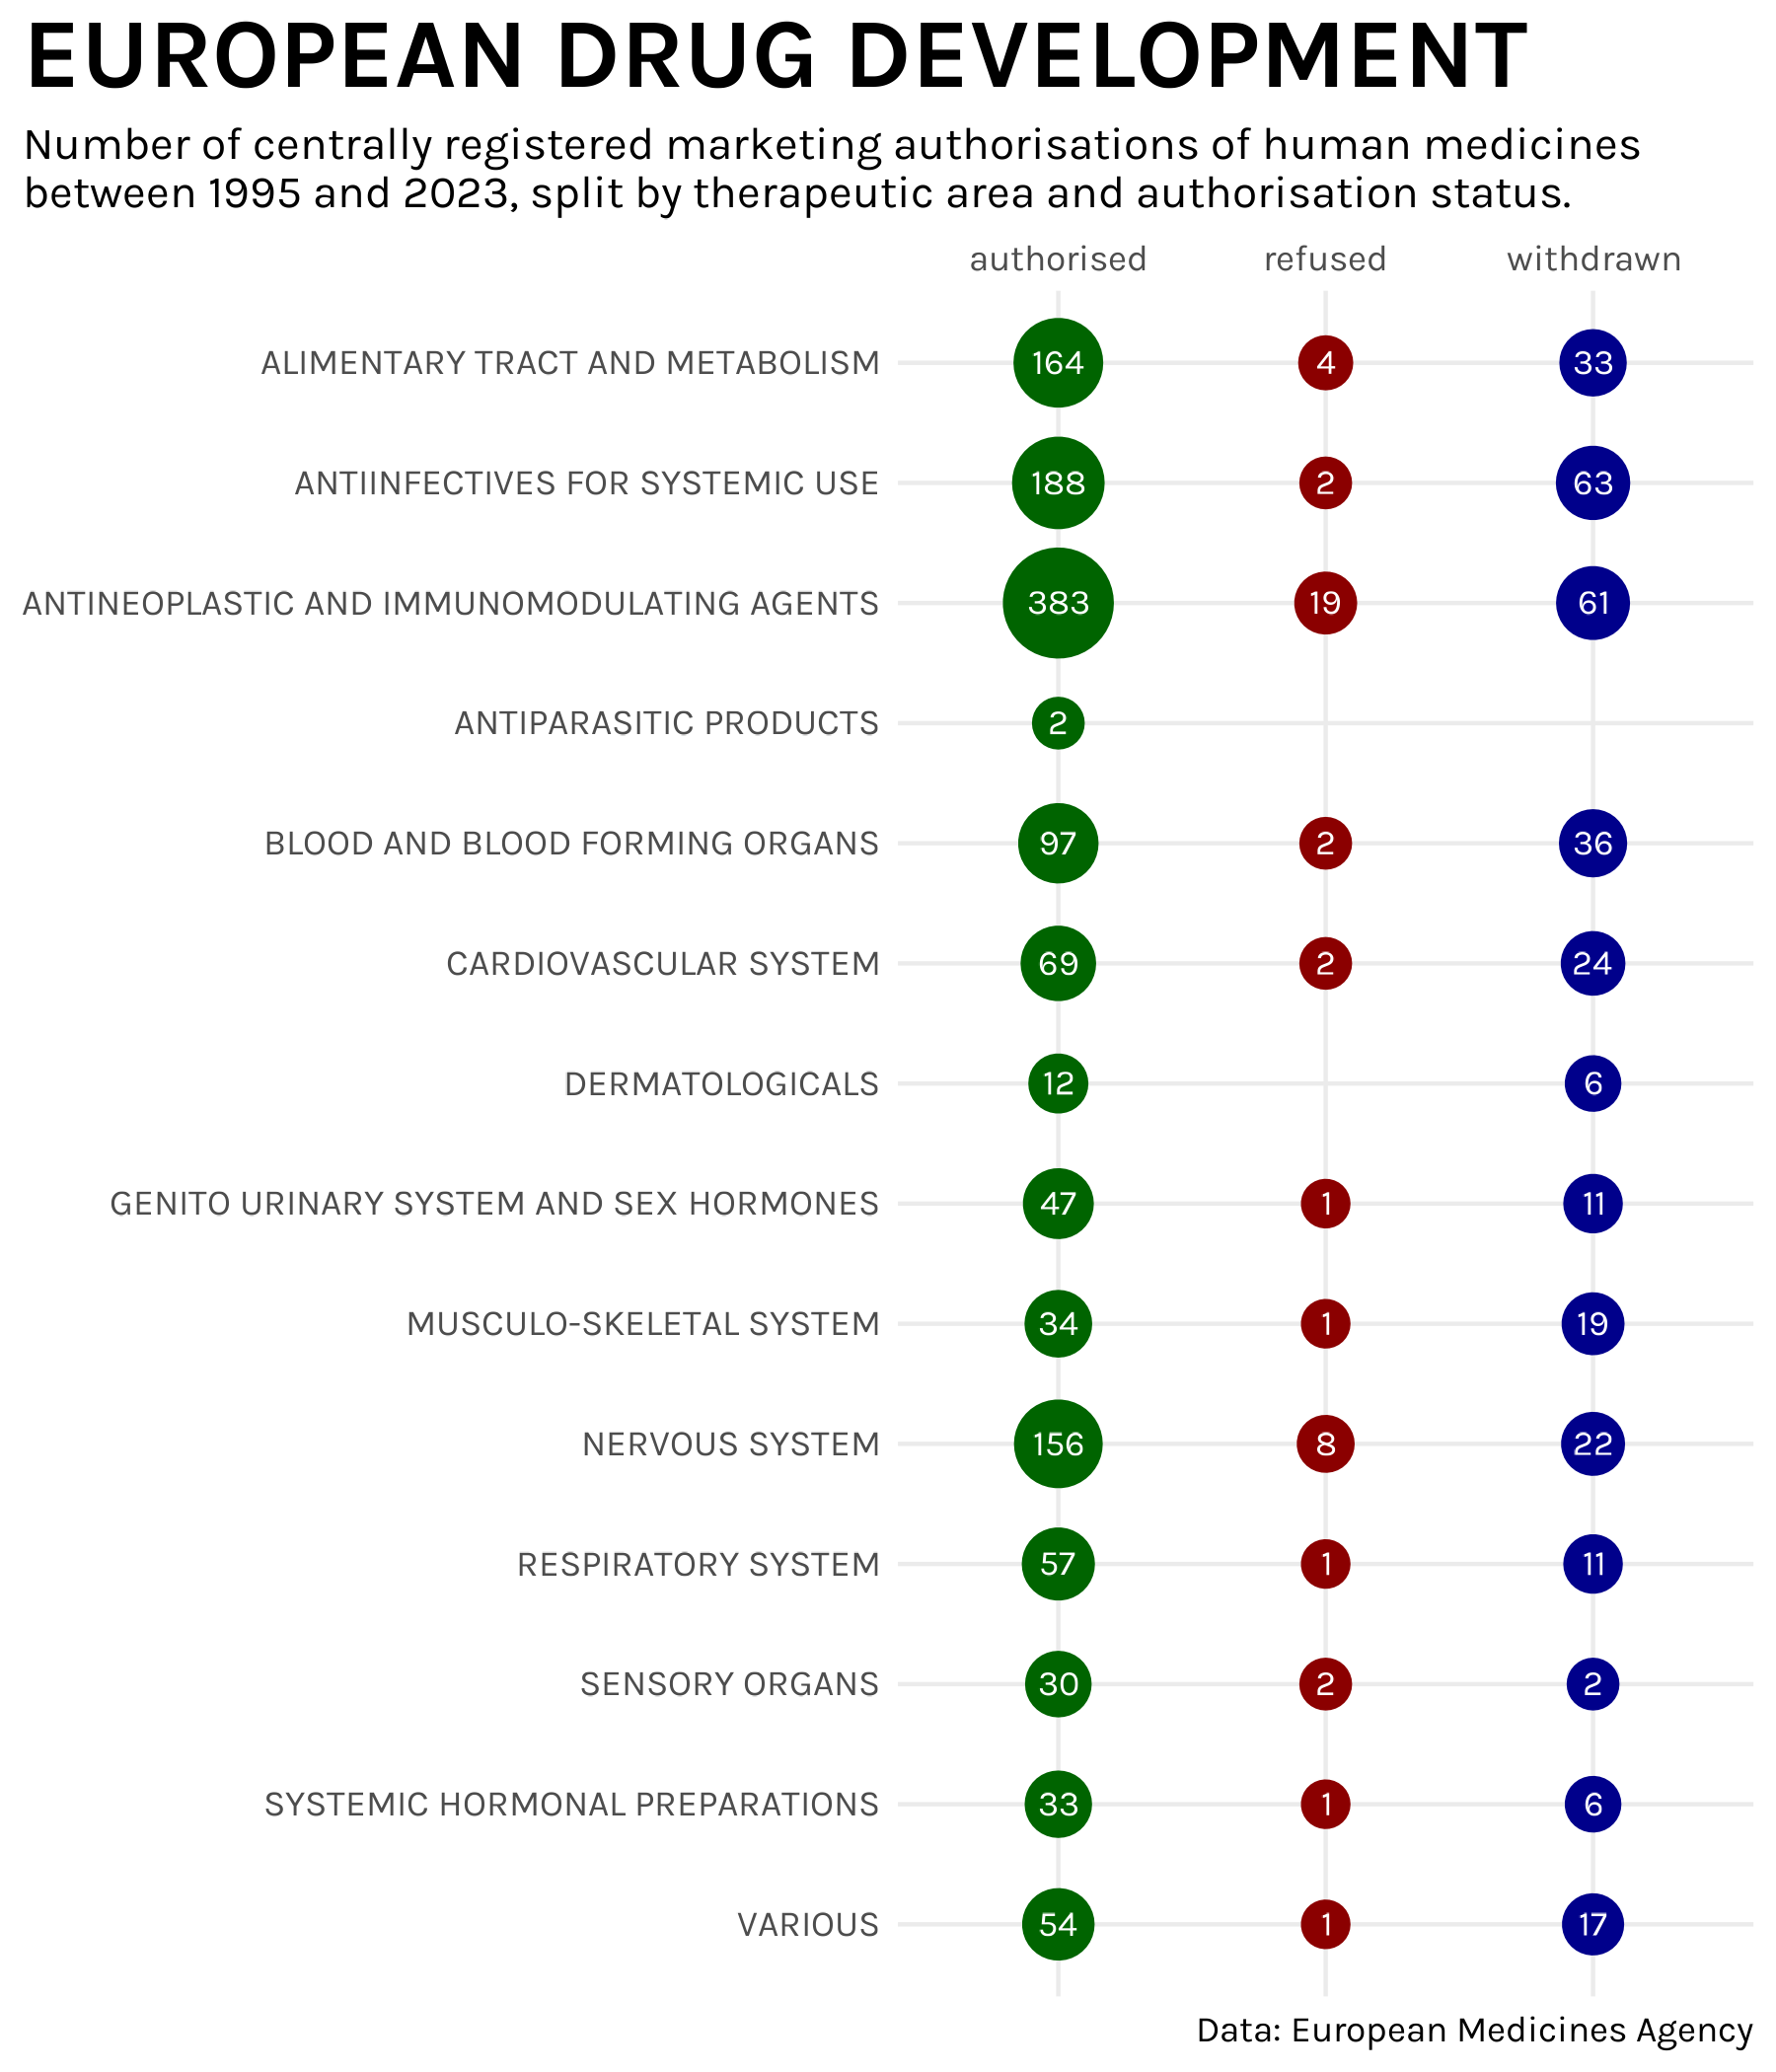 EUROPEAN DRUG DEVELOPMENT
Number of centrally registered marketing authorisations of human medicines
between 1995 and 2023, split by therapeutic area and authorisation status.
authorised refused withdrawn
ALIMENTARY TRACT AND METABOLISM 164 4 33
ANTIINFECTIVES FOR SYSTEMIC USE 188 2 63
ANTINEOPLASTIC AND IMMUNOMODULATING AGENTS 383 19 61
ANTIPARASITIC PRODUCTS 2
BLOOD AND BLOOD FORMING ORGANS 97 2 36
CARDIOVASCULAR SYSTEM 69 2 24
DERMATOLOGICALS 12 6
GENITO URINARY SYSTEM AND SEX HORMONES 47 1 11
MUSCULO-SKELETAL SYSTEM 34 1 19
NERVOUS SYSTEM 156 8 22
RESPIRATORY SYSTEM 57 1 11
SENSORY ORGANS 30 2 2
SYSTEMIC HORMONAL PREPARATIONS 33 1 6
VARIOUS 54 1 17
Data: European Medicines Agency